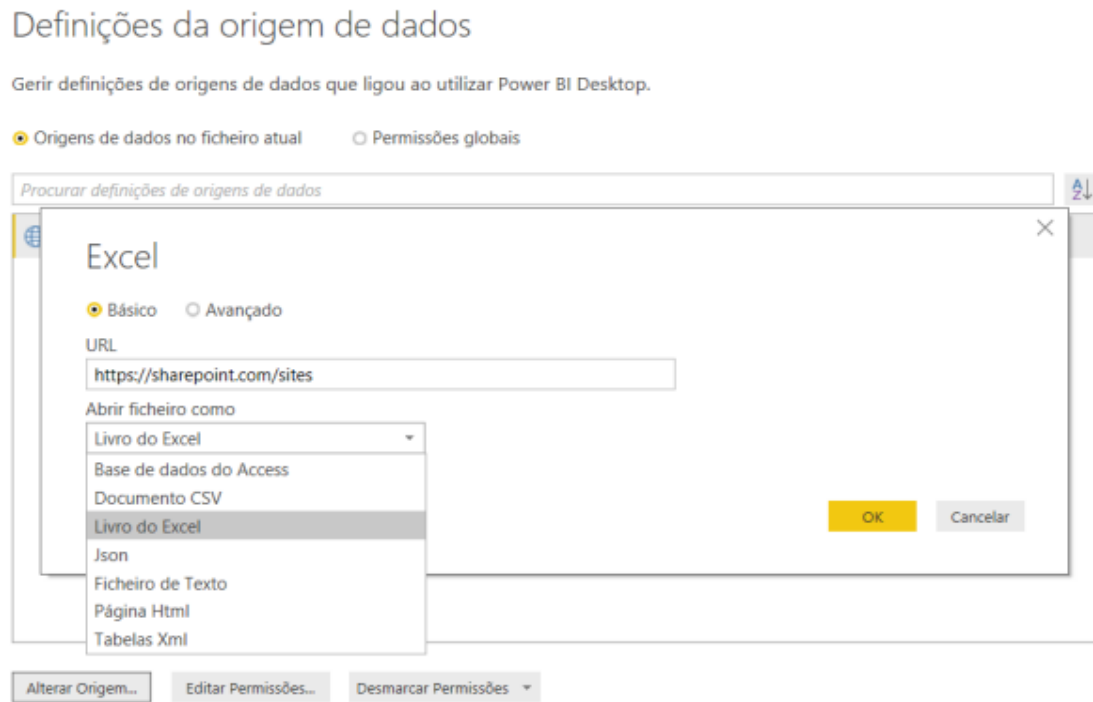 Definições da origem de dados
Gerir definições de origens de dados que ligou ao utilizar Power BI Desktop.
Origens de dados no ficheiro atual Permissões globais
Procurar definições de origens de dados
A
Z
Excel
Básico Avançado
URL
https://sharepoint.com/sites
Abrir ficheiro como
Livro do Excel
Base de dados do Access
Documento CSV
Livro do Excel
OK Cancelar
Json
Ficheiro de Texto
Página Html
Tabelas Xml
Alterar Origem... Editar Permissões... Desmarcar Permissões